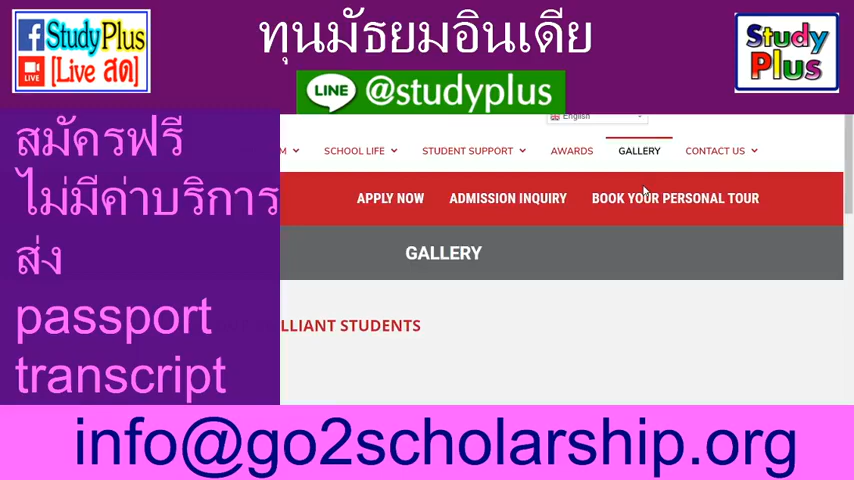 StudyPlus
LIVE [Live สด]
ทุนมัธยมอินเดีย
LINE @studyplus
Study
Plus
สมัครฟรี
ไม่มีค่าบริการ
ส่ง
passport
transcript
English
SCHOOL LIFE STUDENT SUPPORT AWARDS GALLERY CONTACT US
APPLY NOW ADMISSION INQUIRY BOOK YOUR PERSONAL TOUR
GALLERY
STUDENTS
info@go2scholarship.org